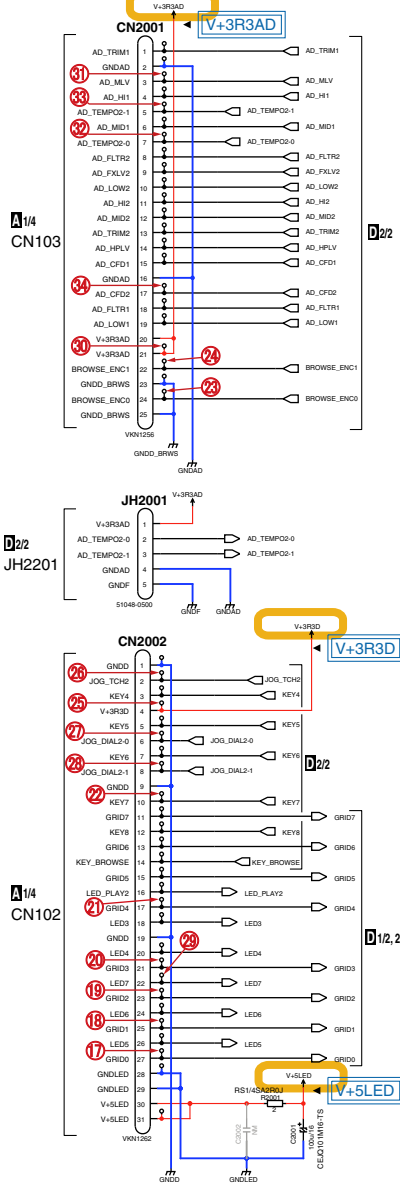 V+3R3AD
CN2001
V+3R3AD
AD_TRIM1 1 AD_TRIM1
GNDAD 2
31
AD_MLV 3 AD_MLV
33
AD_HI1 4 AD_HI1
AD_TEMPO2-1 5 AD_TEMPO2-1
32
AD_MID1 6 AD_MID1
AD_TEMPO2-0 7 AD_TEMPO2-0
AD_FLTR2 8 AD_FLTR2
AD_FXLV2 9 AD_FXLV2
AD_LOW2 10 AD_LOW2
AD_HI2 11 AD_HI2
A 1/4
CN103
AD_MID2 12 AD_MID2
AD_TRIM2 13 AD_TRIM2
D 2/2
AD_HPLV 14 AD_HPLV
AD_CFD1 15 AD_CFD1
GNDAD 16
34
AD_CFD2 17 AD_CFD2
AD_FLTR1 18 AD_FLTR1
AD_LOW1 19 AD_LOW1
V+3R3AD 20
30
V+3R3AD 21
24
BROWSE_ENC1 22 BROWSE_ENC1
GNDD_BRWS 23
23
BROWSE_ENC0 24 BROWSE_ENC0
GNDD_BRWS 25
VKN1256
GNDD_BRWS
GNDAD
JH2001
V+3R3AD
D 2/2
JH2201
V+3R3AD 1
AD_TEMPO2-0 2 AD_TEMPO2-0
AD_TEMPO2-1 3 AD_TEMPO2-1
GNDAD 4
GNDF 5
51048-0500
GNDF
GNDAD
V+3R3D
CN2002
V+3R3D
GNDD 1
26
JOG_TCH2 2 JOG_TCH2
KEY4 3 KEY4
25
V+3R3D 4
KEY5 5 KEY5
27
JOG_DIAL2-0 6 JOG_DIAL2-0
KEY6 7 KEY6
28
D 2/2
JOG_DIAL2-1 8 JOG_DIAL2-1
GNDD 9
22
KEY7 10 KEY7
GRID7 11 GRID7
KEY8 12 KEY8
GRID6 13 GRID6
KEY_BROWSE 14 KEY_BROWSE
GRID5 15 GRID5
A 1/4
CN102
LED_PLAY2 16 LED_PLAY2
21
GRID4 17 GRID4
LED3 18 LED3
GNDD 19
29
D 1/2, 2
LED4 20 LED4
20
GRID3 21 GRID3
LED7 22 LED7
19
GRID2 23 GRID2
LED6 24 LED6
18
GRID1 25 GRID1
LED5 26 LED5
17
GRID0 27 GRID0
GNDLED 28
V+5LED
GNDLED 29
RS1/4SA2R0J
V+5LED
V+5LED 30
R2001
2
V+5LED 31
C2002
NM
C2001
100u/16
CEJQ101M16-TS
VKN1262
GNDD
GNDLED